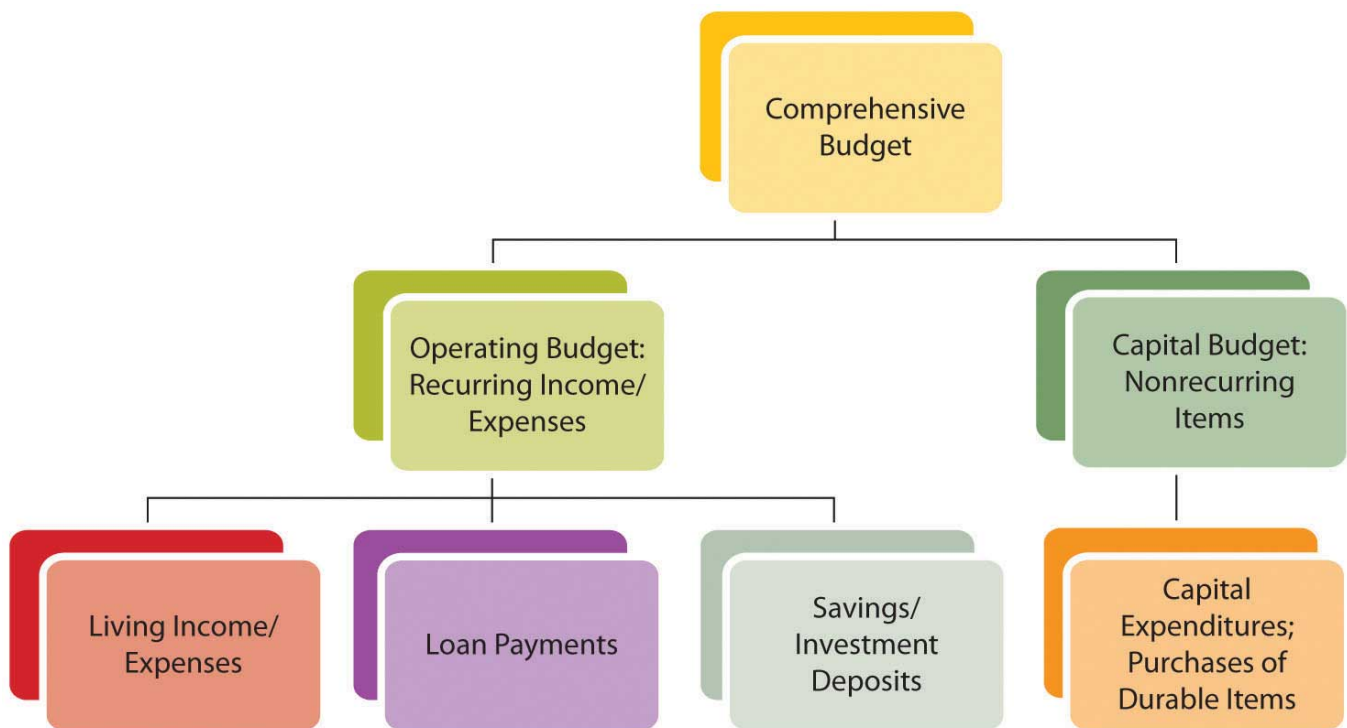 Comprehensive
Budget
Operating Budget:
Recurring Income/
Expenses
Capital Budget:
Nonrecurring
Items
Living Income/
Expenses
Loan Payments
Savings/
Investment
Deposits
Capital
Expenditures;
Purchases of
Durable Items